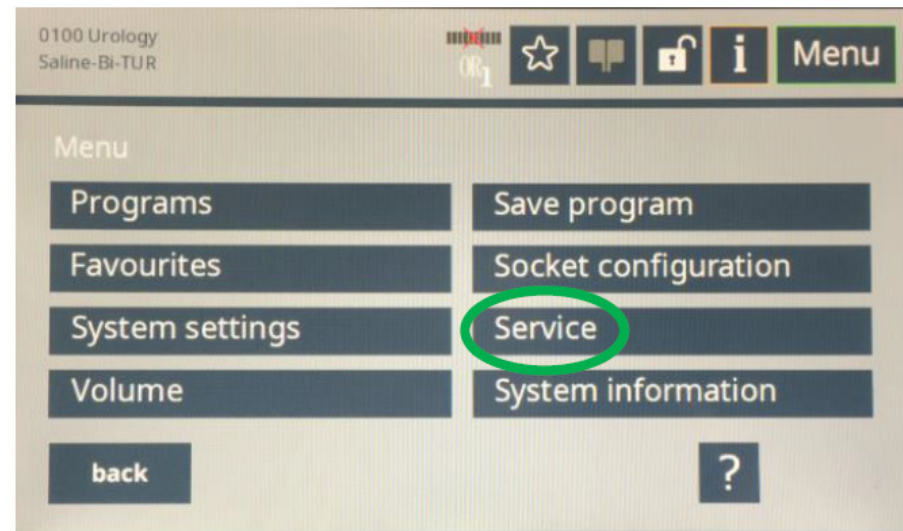 0100 Urology
Saline-Bi-TUR
OR1
i
Menu
Menu
Programs
Save program
Favourites
Socket configuration
System settings
Service
Volume
System information
back
?